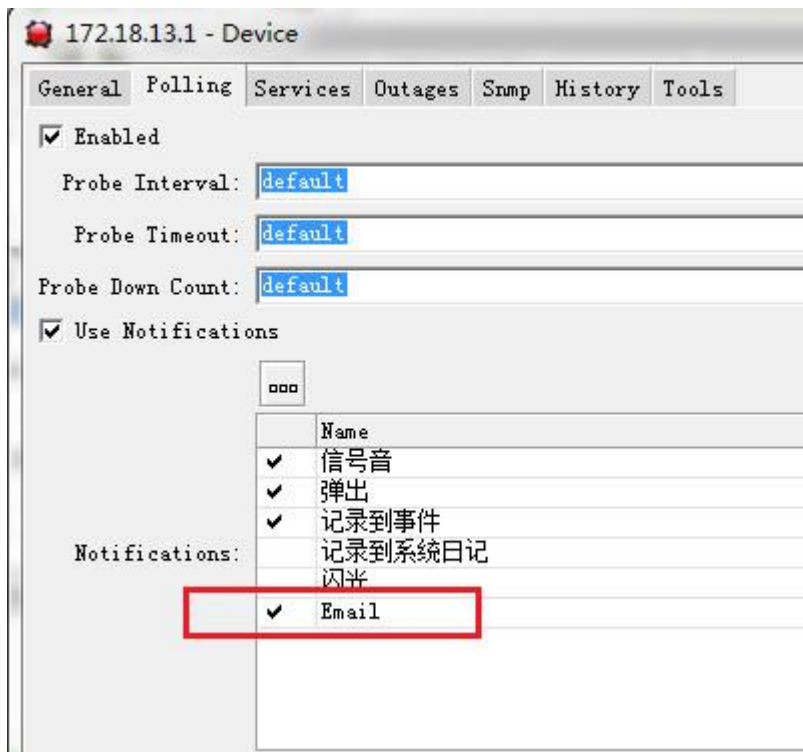 172.18.13.1 - Device
General Polling Services Outages Snmp History Tools
Enabled
Probe Interval: default
Probe Timeout: default
Probe Down Count: default
Use Notifications
Name
信号音
弹出
记录到事件
Notifications: 记录到系统日记
闪光
Email